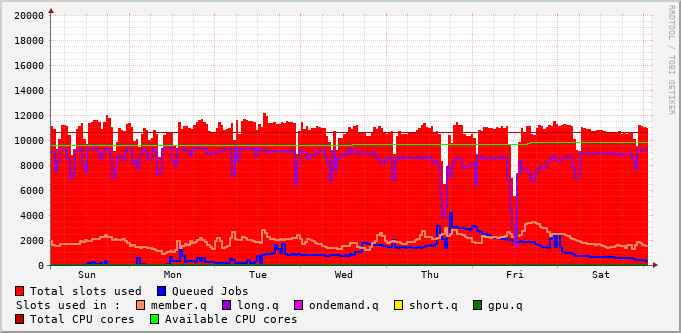 RRDTOOL / TOBI OETIKER
20000
18000
16000
14000
12000
10000
8000
6000
4000
2000
0
Sun Mon Tue Wed Thu Fri Sat
Total slots used Queued Jobs
Slots used in : member.q long.q ondemand.q short.q gpu.q
Total CPU cores Available CPU cores